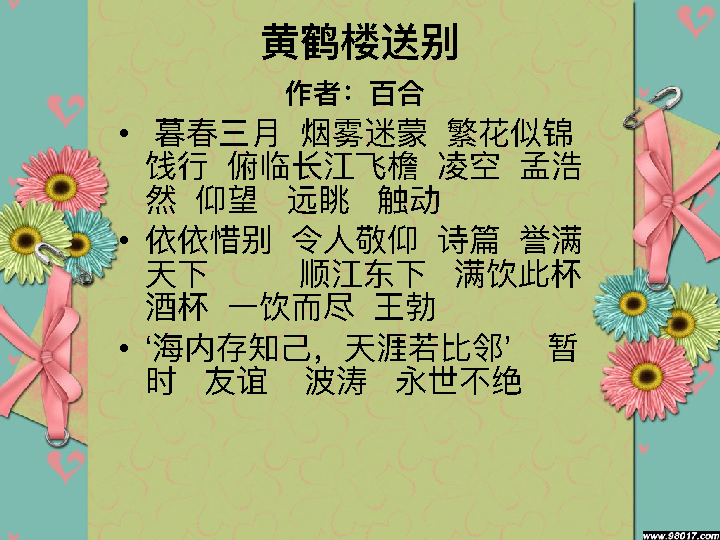 黄鹤楼送别
作者：百合
• 暮春三月 烟雾迷蒙 繁花似锦
饯行 俯临长江飞檐 凌空 孟浩
然 仰望 远眺 触动
• 依依惜别 令人敬仰 诗篇 誉满
天下 顺江东下 满饮此杯
酒杯 一饮而尽 王勃
• ‘海内存知己，天涯若比邻’ 暂
时 友谊 波涛 永世不绝
www.98017.com